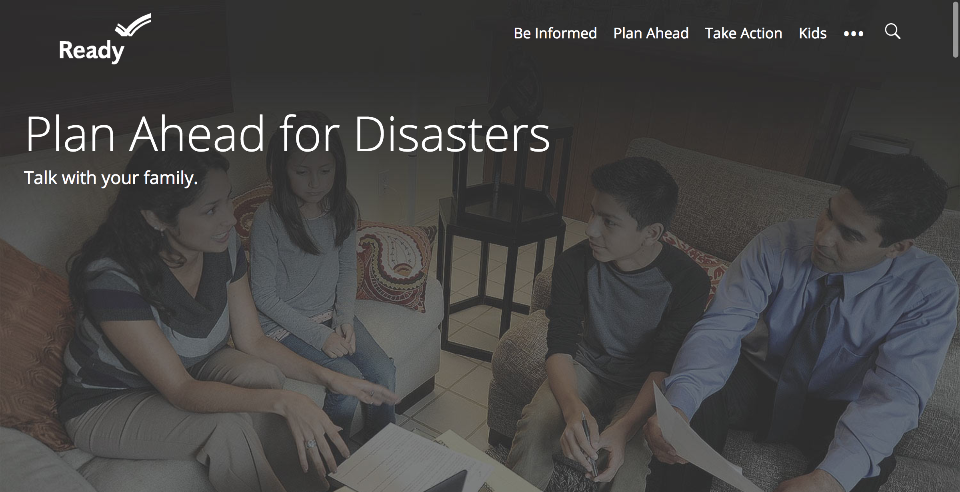 Ready
Be Informed Plan Ahead Take Action Kids •••
Plan Ahead for Disasters
Talk with your family.